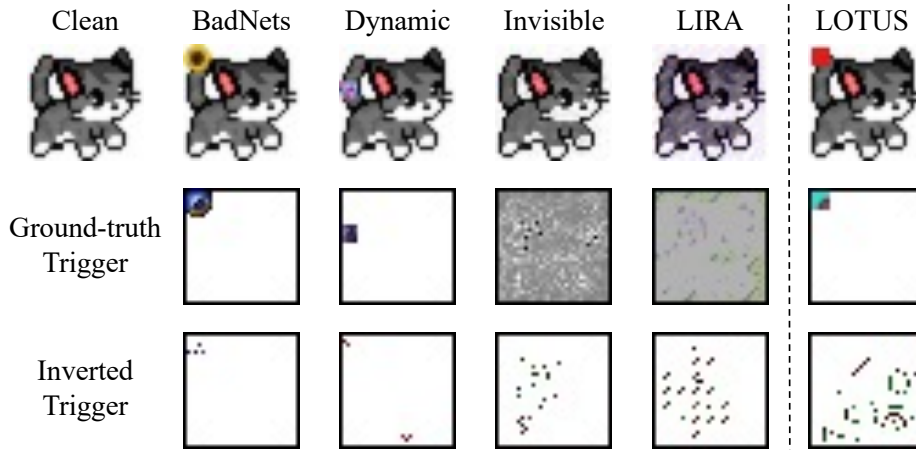 Clean BadNets Dynamic Invisible LIRA LOTUS
Ground-truth
Trigger
Inverted
Trigger